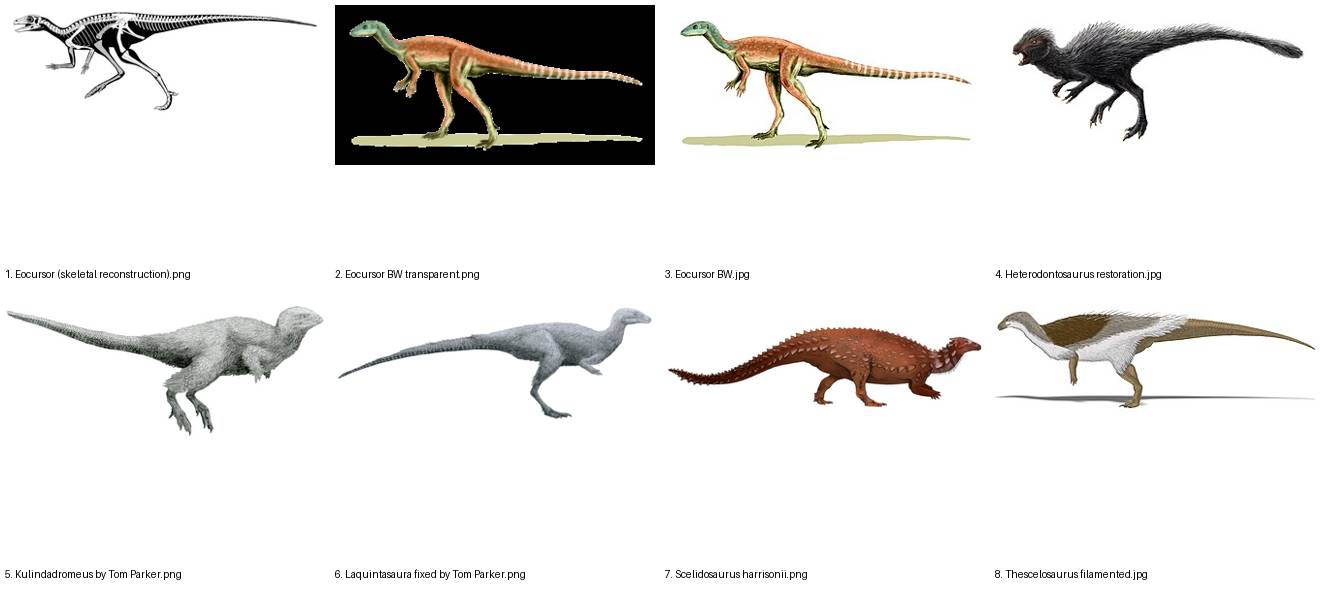 1. Eocursor (skeletal reconstruction).png
2. Eocursor BW transparent.png
3. Eocursor BW.jpg
4. Heterodontosaurus restoration.jpg
5. Kulindadromeus by Tom Parker.png
6. Laquintasaura fixed by Tom Parker.png
7. Scelidosaurus harrisonii.png
8. Thescelosaurus filamented.jpg